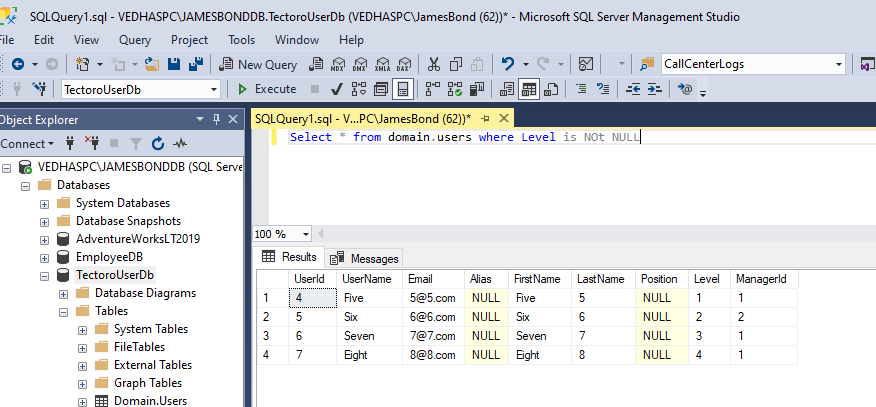 SQLQuery1.sql - VEDHASPC\JAMESBONDDB.TectoroUserDb (VEDHASPC\JamesBond (62))* - Microsoft SQL Server Management Studio
File Edit View Query Project Tools Window Help
New Query MDX DMX XMLA DAX CallCenterLogs
TectoroUserDb Execute
Object Explorer
Connect
VEDHASPC\JAMESBONDDB (SQL Serve
Databases
System Databases
Database Snapshots
AdventureWorksLT2019
EmployeeDB
TectoroUserDb
Database Diagrams
Tables
System Tables
FileTables
External Tables
Graph Tables
Domain.Users
SQLQuery1.sql - V...PC\JamesBond (62))*
Select * from domain.users where Level is NOt NULL
100 %
Results Messages
UserId UserName Email Alias FirstName LastName Position Level ManagerId
1 4 Five 5@5.com NULL Five 5 NULL 1 1
2 5 Six 6@6.com NULL Six 6 NULL 2 2
3 6 Seven 7@7.com NULL Seven 7 NULL 3 1
4 7 Eight 8@8.com NULL Eight 8 NULL 4 1